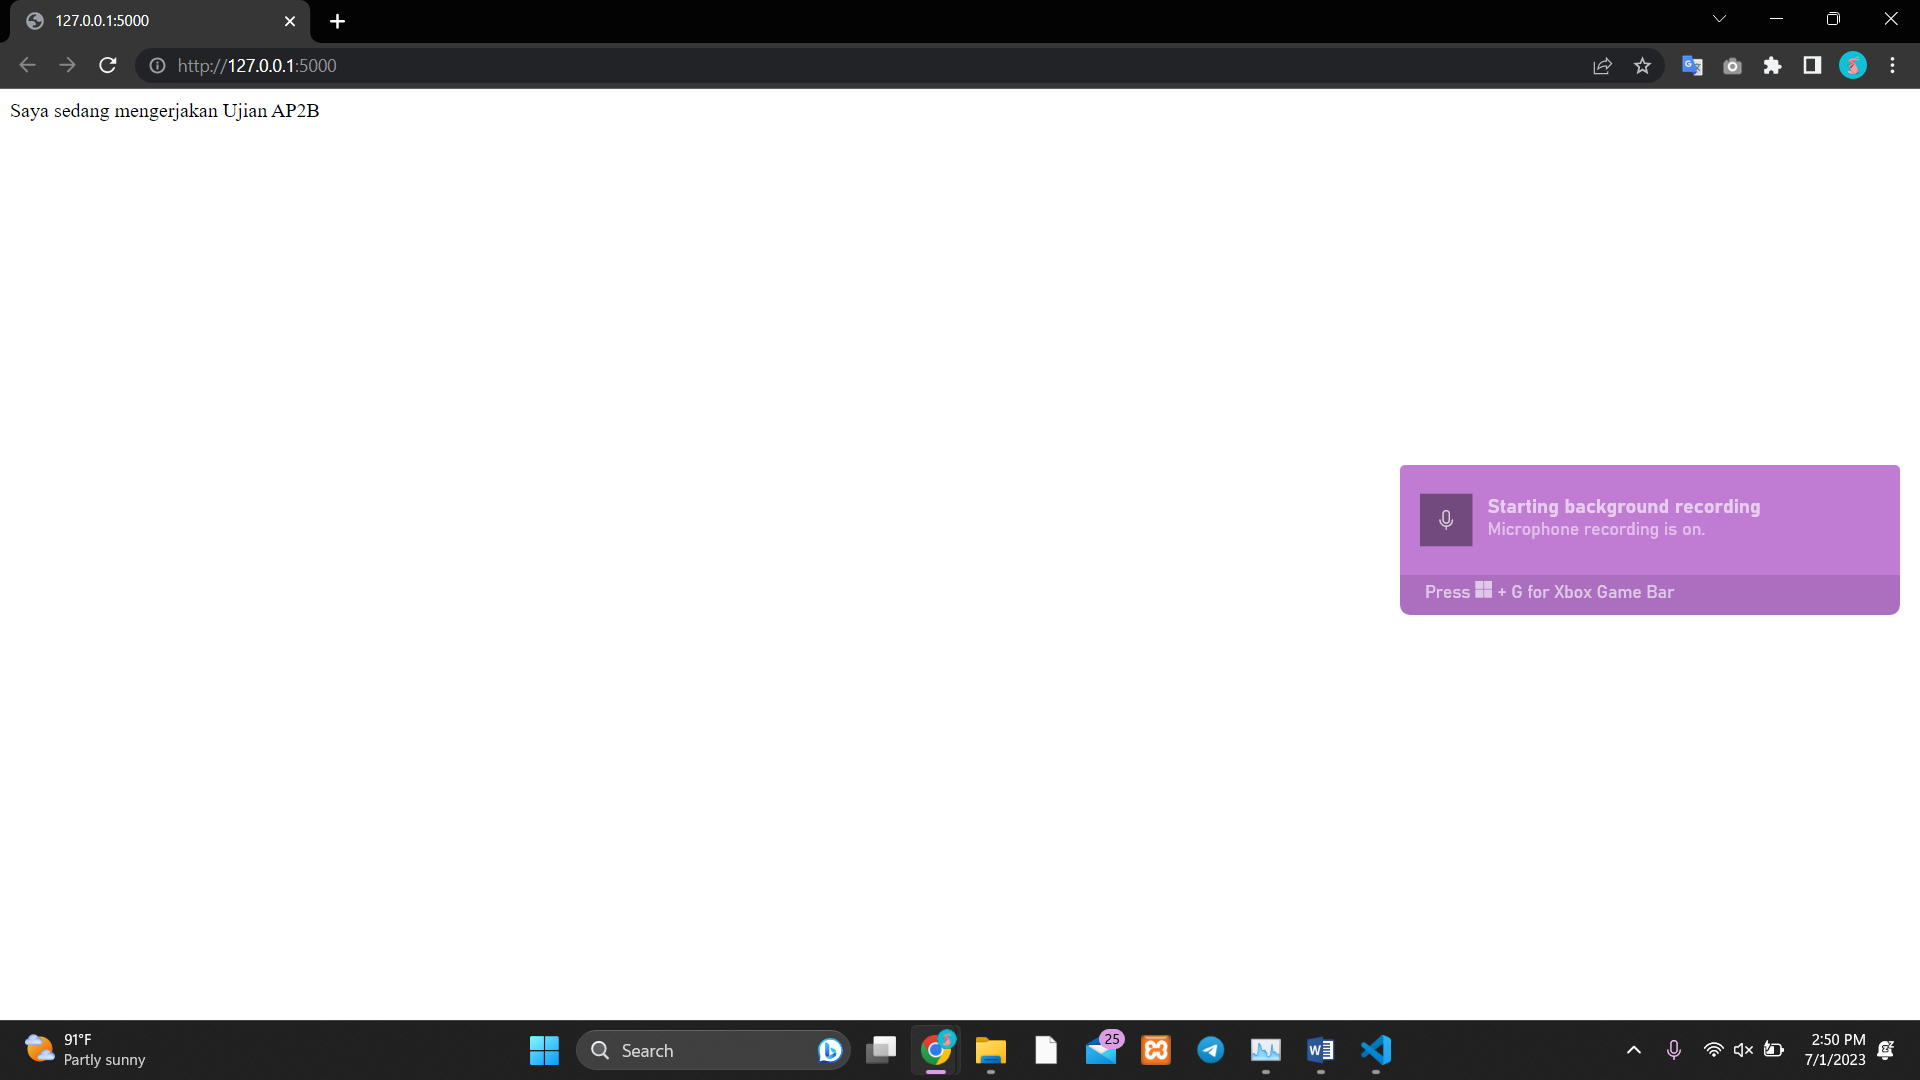 127.0.0.1:5000
http://127.0.0.1:5000
Saya sedang mengerjakan Ujian AP2B
Starting background recording
Microphone recording is on.
Press + G for Xbox Game Bar
91°F
Partly sunny
Search
25
2:50 PM
7/1/2023